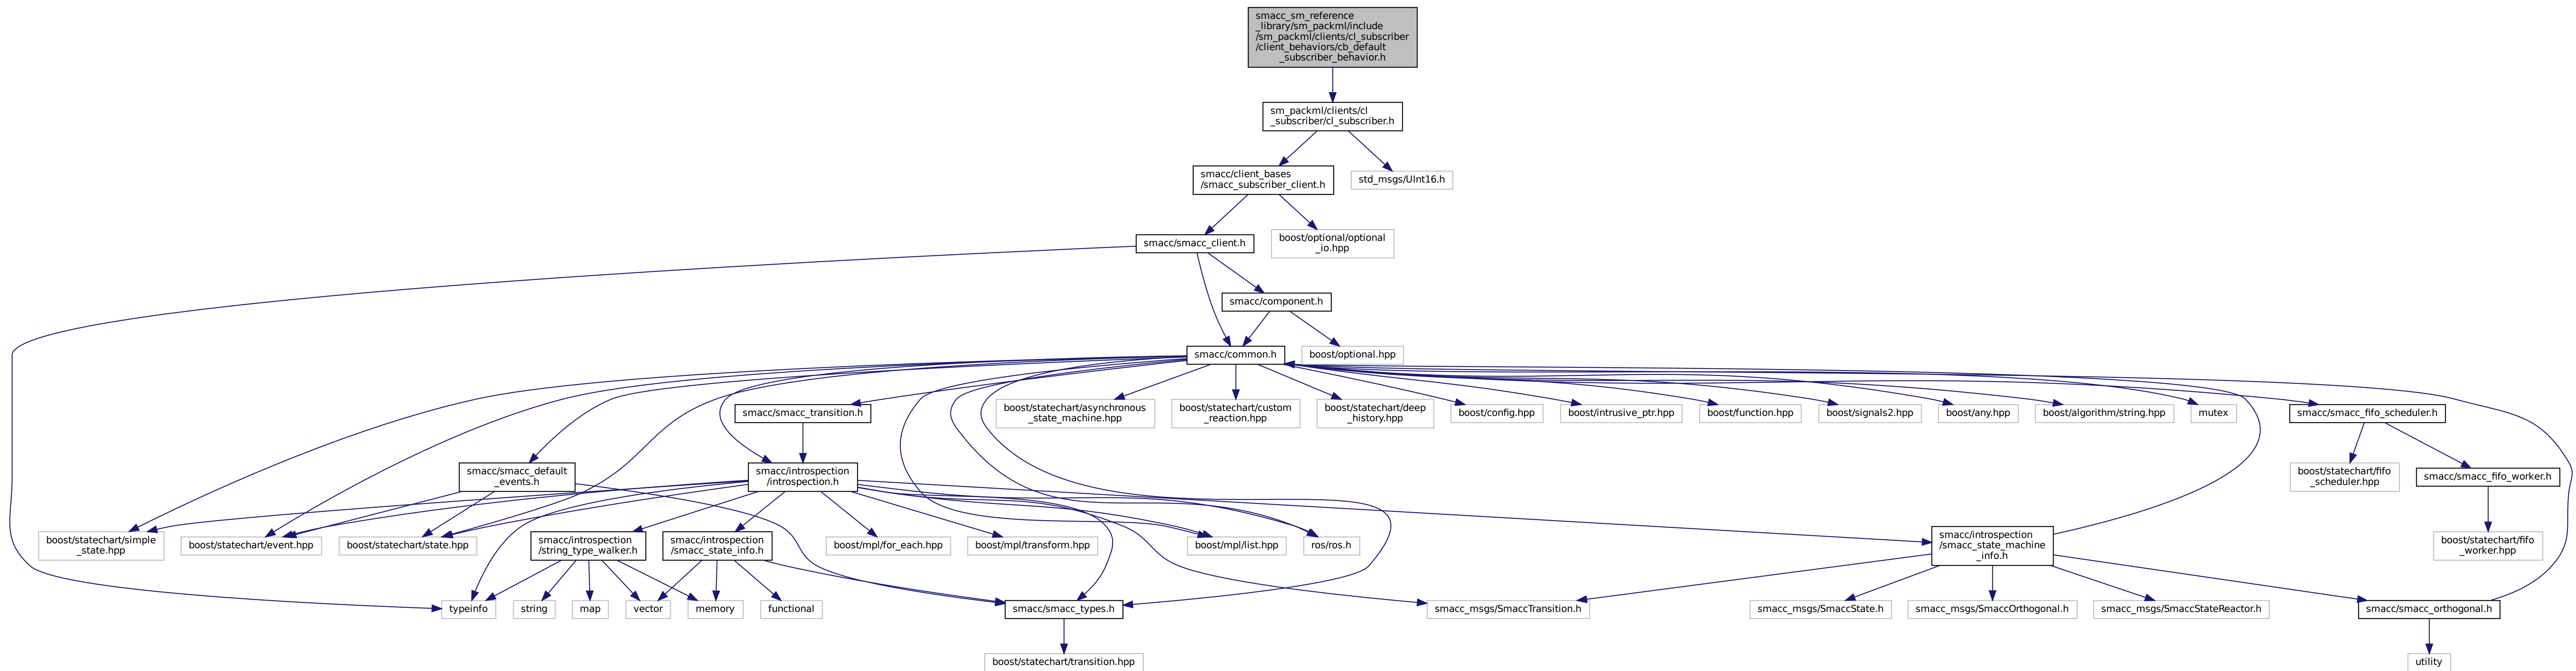 smacc_sm_reference
_library/sm_packml/include
/sm_packml/clients/cl_subscriber
/client_behaviors/cb_default
_subscriber_behavior.h
sm_packml/clients/cl
_subscriber/cl_subscriber.h
smacc/client_bases
/smacc_subscriber_client.h
std_msgs/UInt16.h
smacc/smacc_client.h
boost/optional/optional
_io.hpp
smacc/component.h
smacc/common.h
boost/optional.hpp
smacc/smacc_transition.h
boost/statechart/asynchronous
_state_machine.hpp
boost/statechart/custom
_reaction.hpp
boost/statechart/deep
_history.hpp
boost/config.hpp
boost/intrusive_ptr.hpp
boost/function.hpp
boost/signals2.hpp
boost/any.hpp
boost/algorithm/string.hpp
mutex
smacc/smacc_fifo_scheduler.h
smacc/smacc_default
_events.h
smacc/introspection
/introspection.h
boost/statechart/fifo
_scheduler.hpp
smacc/smacc_fifo_worker.h
boost/statechart/simple
_state.hpp
boost/statechart/event.hpp
boost/statechart/state.hpp
smacc/introspection
/string_type_walker.h
smacc/introspection
/smacc_state_info.h
boost/mpl/for_each.hpp
boost/mpl/transform.hpp
boost/mpl/list.hpp
ros/ros.h
smacc/introspection
/smacc_state_machine
_info.h
boost/statechart/fifo
_worker.hpp
typeinfo
string
map
vector
memory
functional
smacc/smacc_types.h
smacc_msgs/SmaccTransition.h
smacc_msgs/SmaccState.h
smacc_msgs/SmaccOrthogonal.h
smacc_msgs/SmaccStateReactor.h
smacc/smacc_orthogonal.h
boost/statechart/transition.hpp
utility